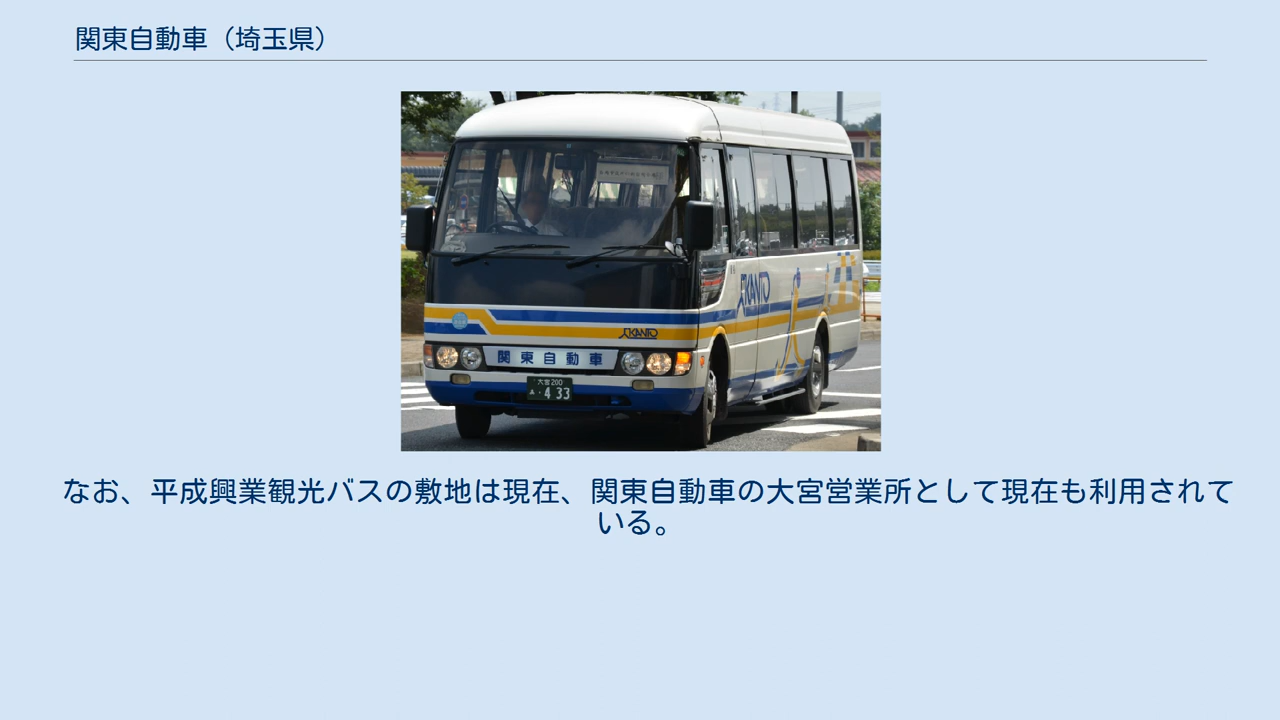 関東自動車（埼玉県）
KANTO
KANTO
関東自動車
大宮200
あ・433
なお、平成興業観光バスの敷地は現在、関東自動車の大宮営業所として現在も利用されて
いる。